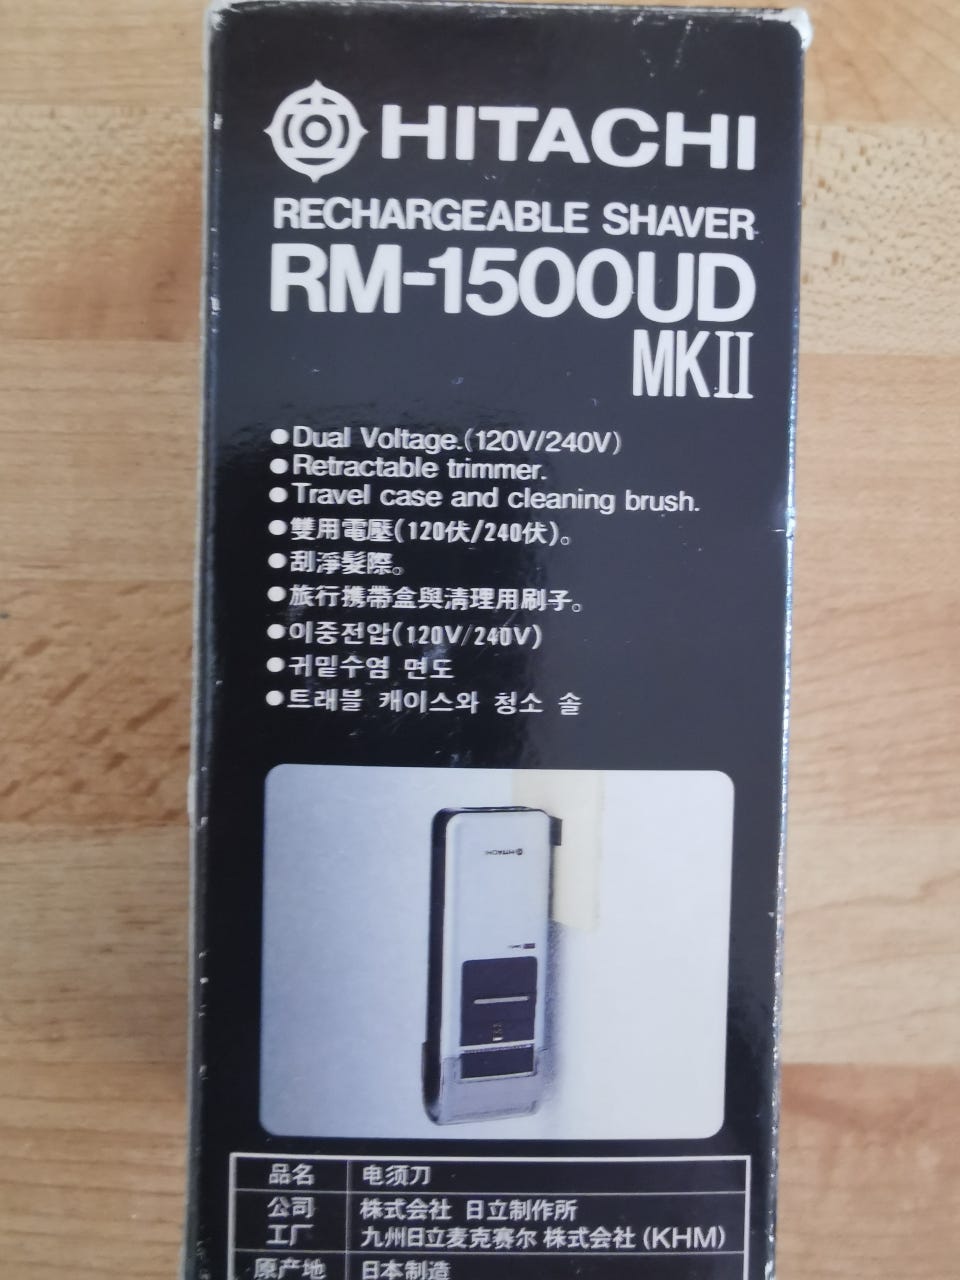 HITACHI
RECHARGEABLE SHAVER
RM-1500UD
MKII
●Dual Voltage.(120V/240V)
●Retractable trimmer.
●Travel case and cleaning brush.
●雙用電壓(120伏/240伏)。
●刮淨髮際。
●旅行携帶盒與清理用刷子。
●이중전압(120V/240V)
●귀밑수염 면도
●트래블 캐이스와 청소 솔
HITACHI
品名 电须刀
公司 株式会社 日立制作所
工厂 九州日立麦克赛尔 株式会社 (KHM)
原产地 日本制造